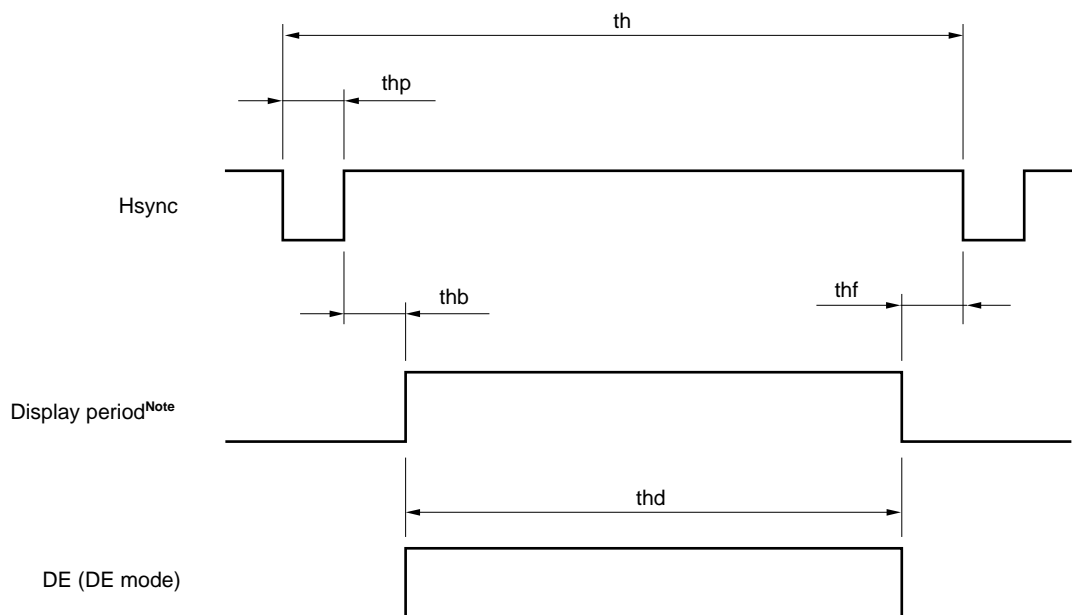 th
thp
Hsync
thb
thf
Display periodNote
thd
DE (DE mode)